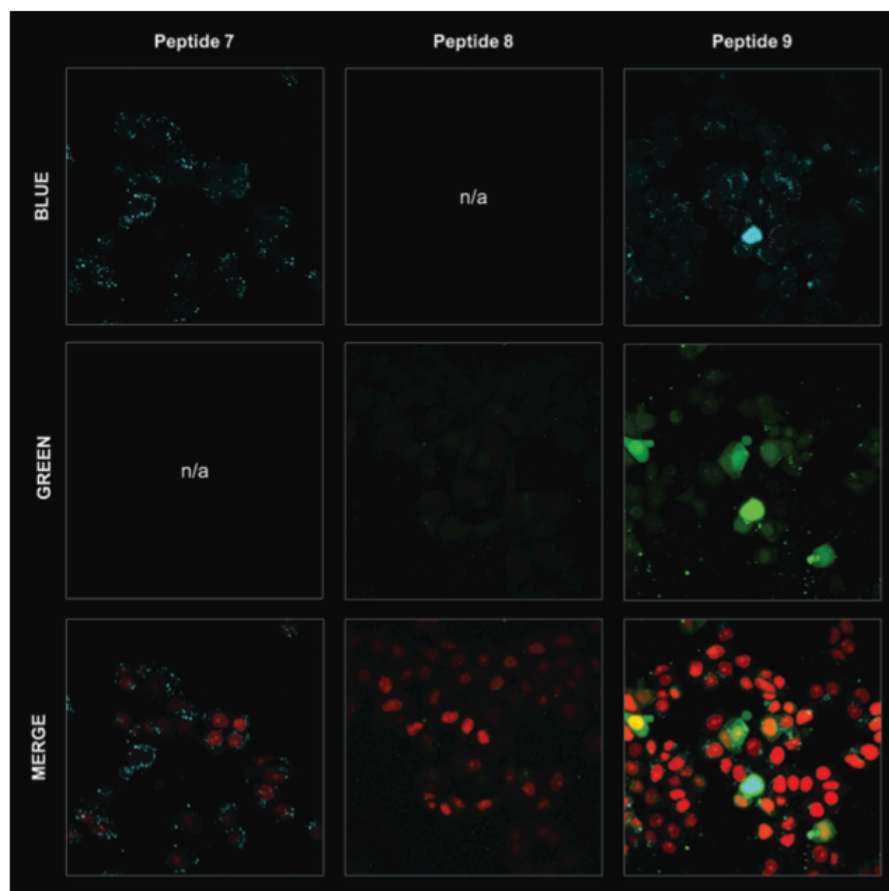 Peptide 7 Peptide 8 Peptide 9
BLUE
n/a
GREEN
n/a
MERGE